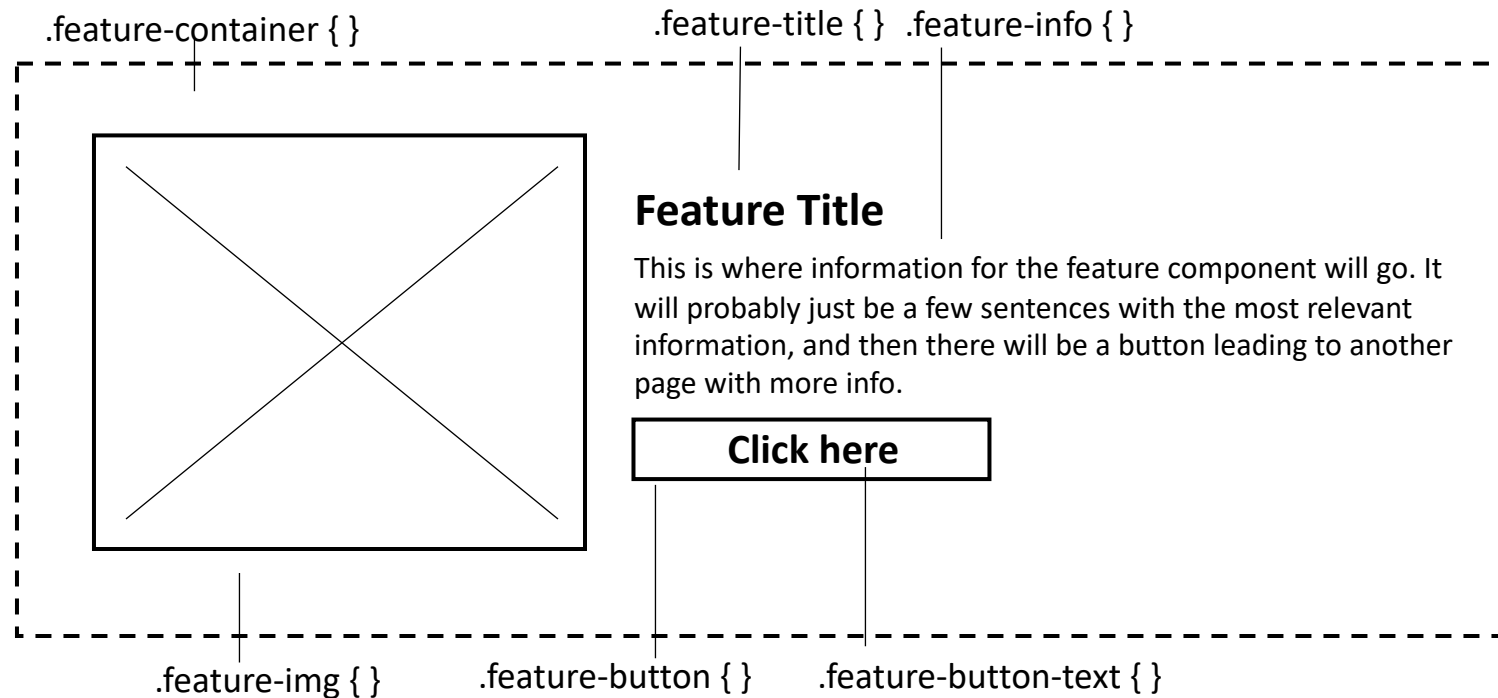 .feature-container { }
.feature-title { }
.feature-info { }
Feature Title
This is where information for the feature component will go. It
will probably just be a few sentences with the most relevant
information, and then there will be a button leading to another
page with more info.
Click here
.feature-img { }
.feature-button { }
.feature-button-text { }